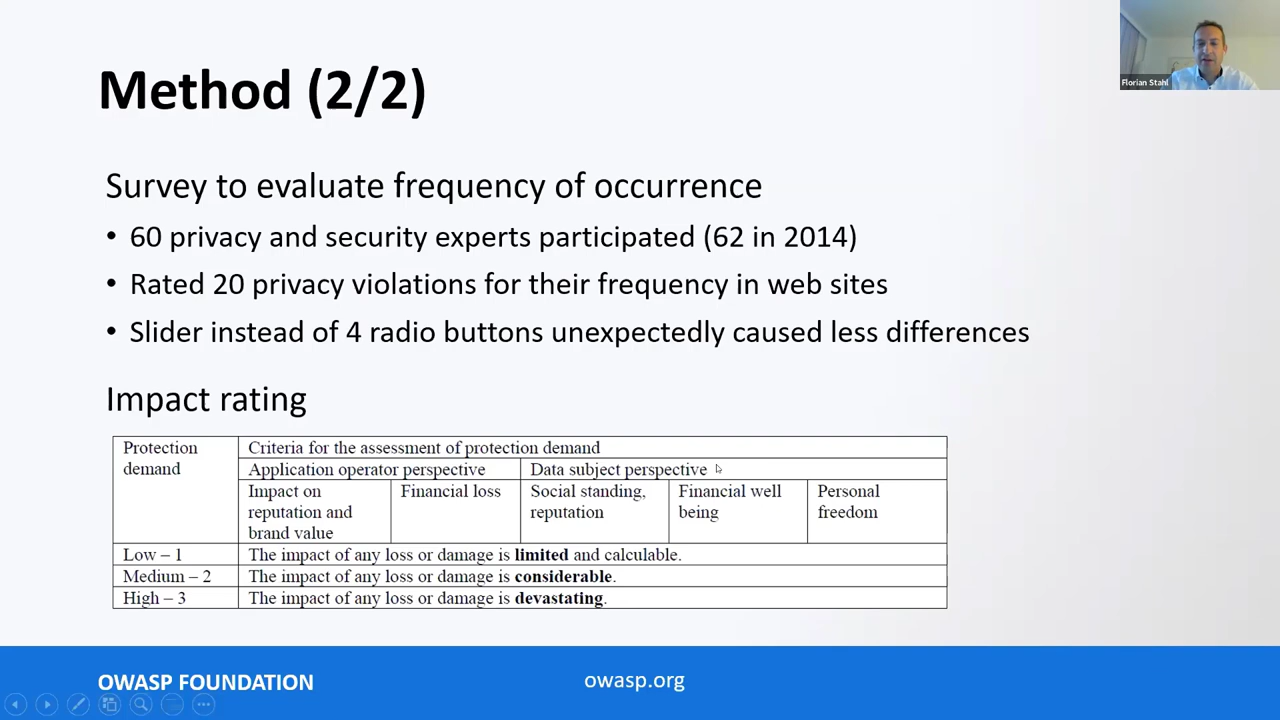 Method (2/2)
Florian Stahl
Survey to evaluate frequency of occurrence
• 60 privacy and security experts participated (62 in 2014)
• Rated 20 privacy violations for their frequency in web sites
• Slider instead of 4 radio buttons unexpectedly caused less differences
Impact rating
Protection demand
Criteria for the assessment of protection demand
Application operator perspective
Data subject perspective
Impact on reputation and brand value
Financial loss
Social standing, reputation
Financial well being
Personal freedom
Low – 1
The impact of any loss or damage is limited and calculable.
Medium – 2
The impact of any loss or damage is considerable.
High – 3
The impact of any loss or damage is devastating.
OWASP FOUNDATION
owasp.org